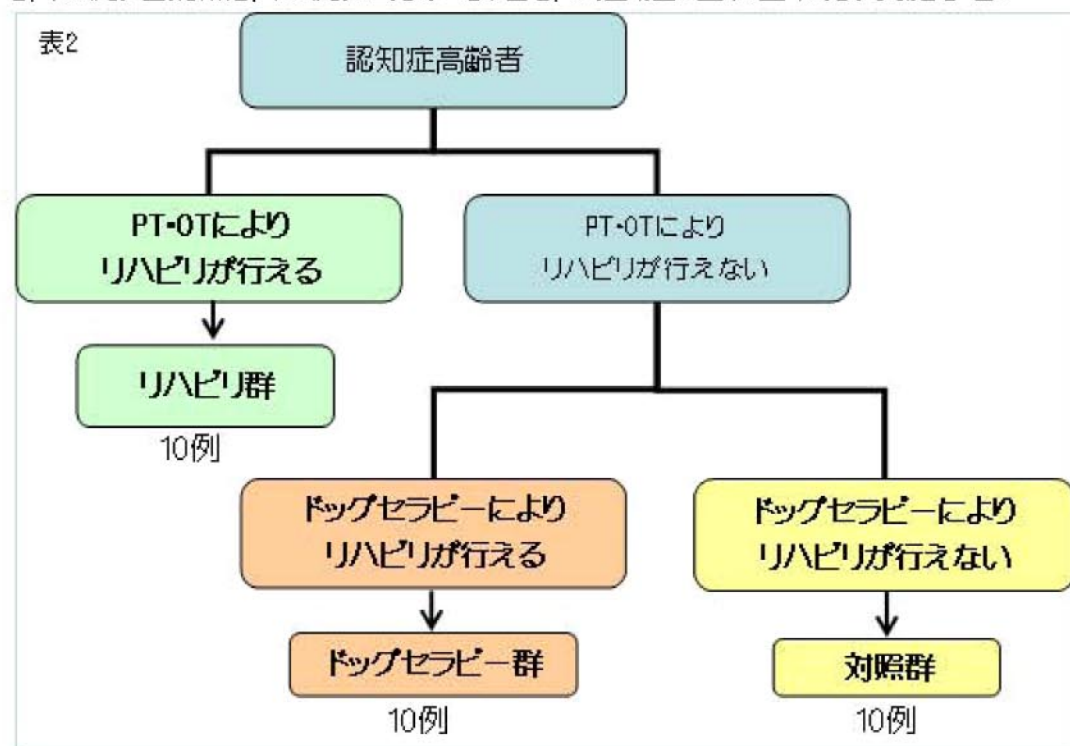 表2
認知症高齢者
PT・OTにより
リハビリが行える
PT・OTにより
リハビリが行えない
リハビリ群
10例
ドッグセラピーにより
リハビリが行える
ドッグセラピーにより
リハビリが行えない
ドッグセラピー群
10例
対照群
10例